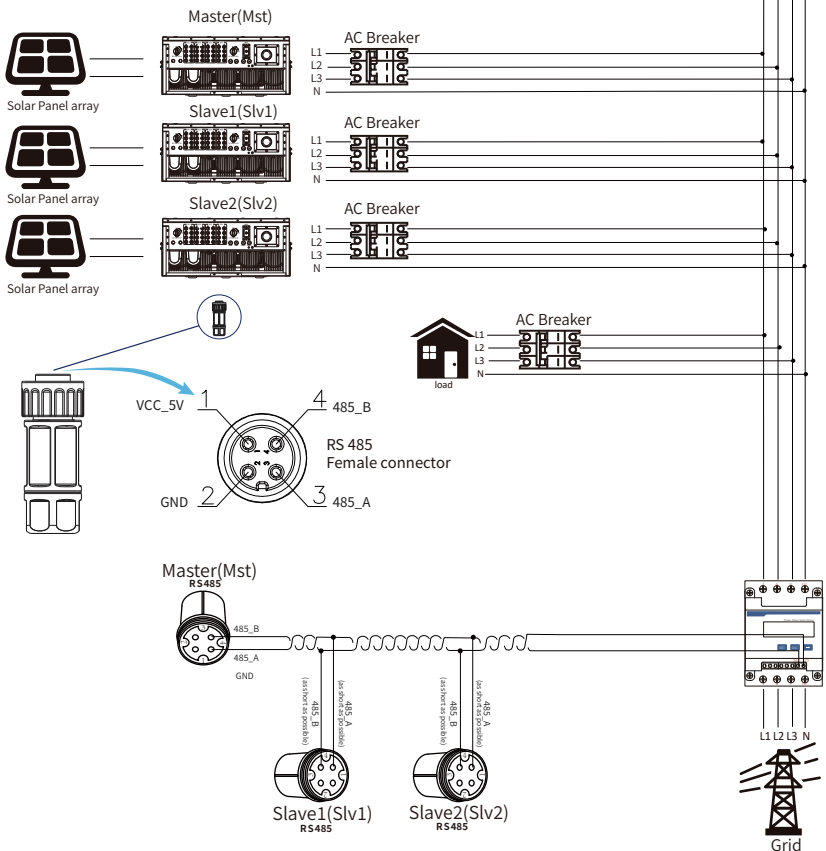 Master(Mst)
AC Breaker
L1
L2
L3
N
Solar Panel array
Slave1(Slv1)
AC Breaker
L1
L2
L3
N
Solar Panel array
Slave2(Slv2)
AC Breaker
L1
L2
L3
N
Solar Panel array
AC Breaker
L1
L2
L3
N
load
VCC_5V
1
4
485_B
1
4
2
3
RS 485
Female connector
GND
2
3
485_A
Master(Mst)
RS485
485_B
485_A
GND
485_B
(as short as possible)
485_A
(as short as possible)
485_B
(as short as possible)
485_A
(as short as possible)
Slave1(Slv1)
RS485
Slave2(Slv2)
RS485
L1 L2 L3 N
Grid